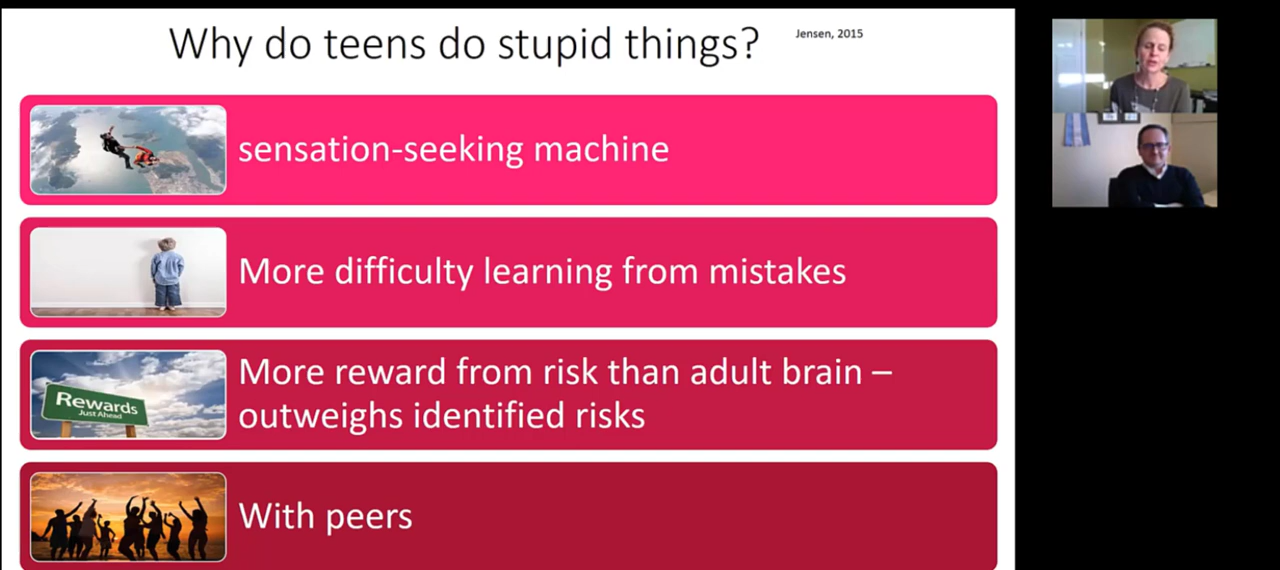 Why do teens do stupid things?
Jensen, 2015
sensation-seeking machine
More difficulty learning from mistakes
Rewards
Just Ahead
More reward from risk than adult brain –
outweighs identified risks
With peers